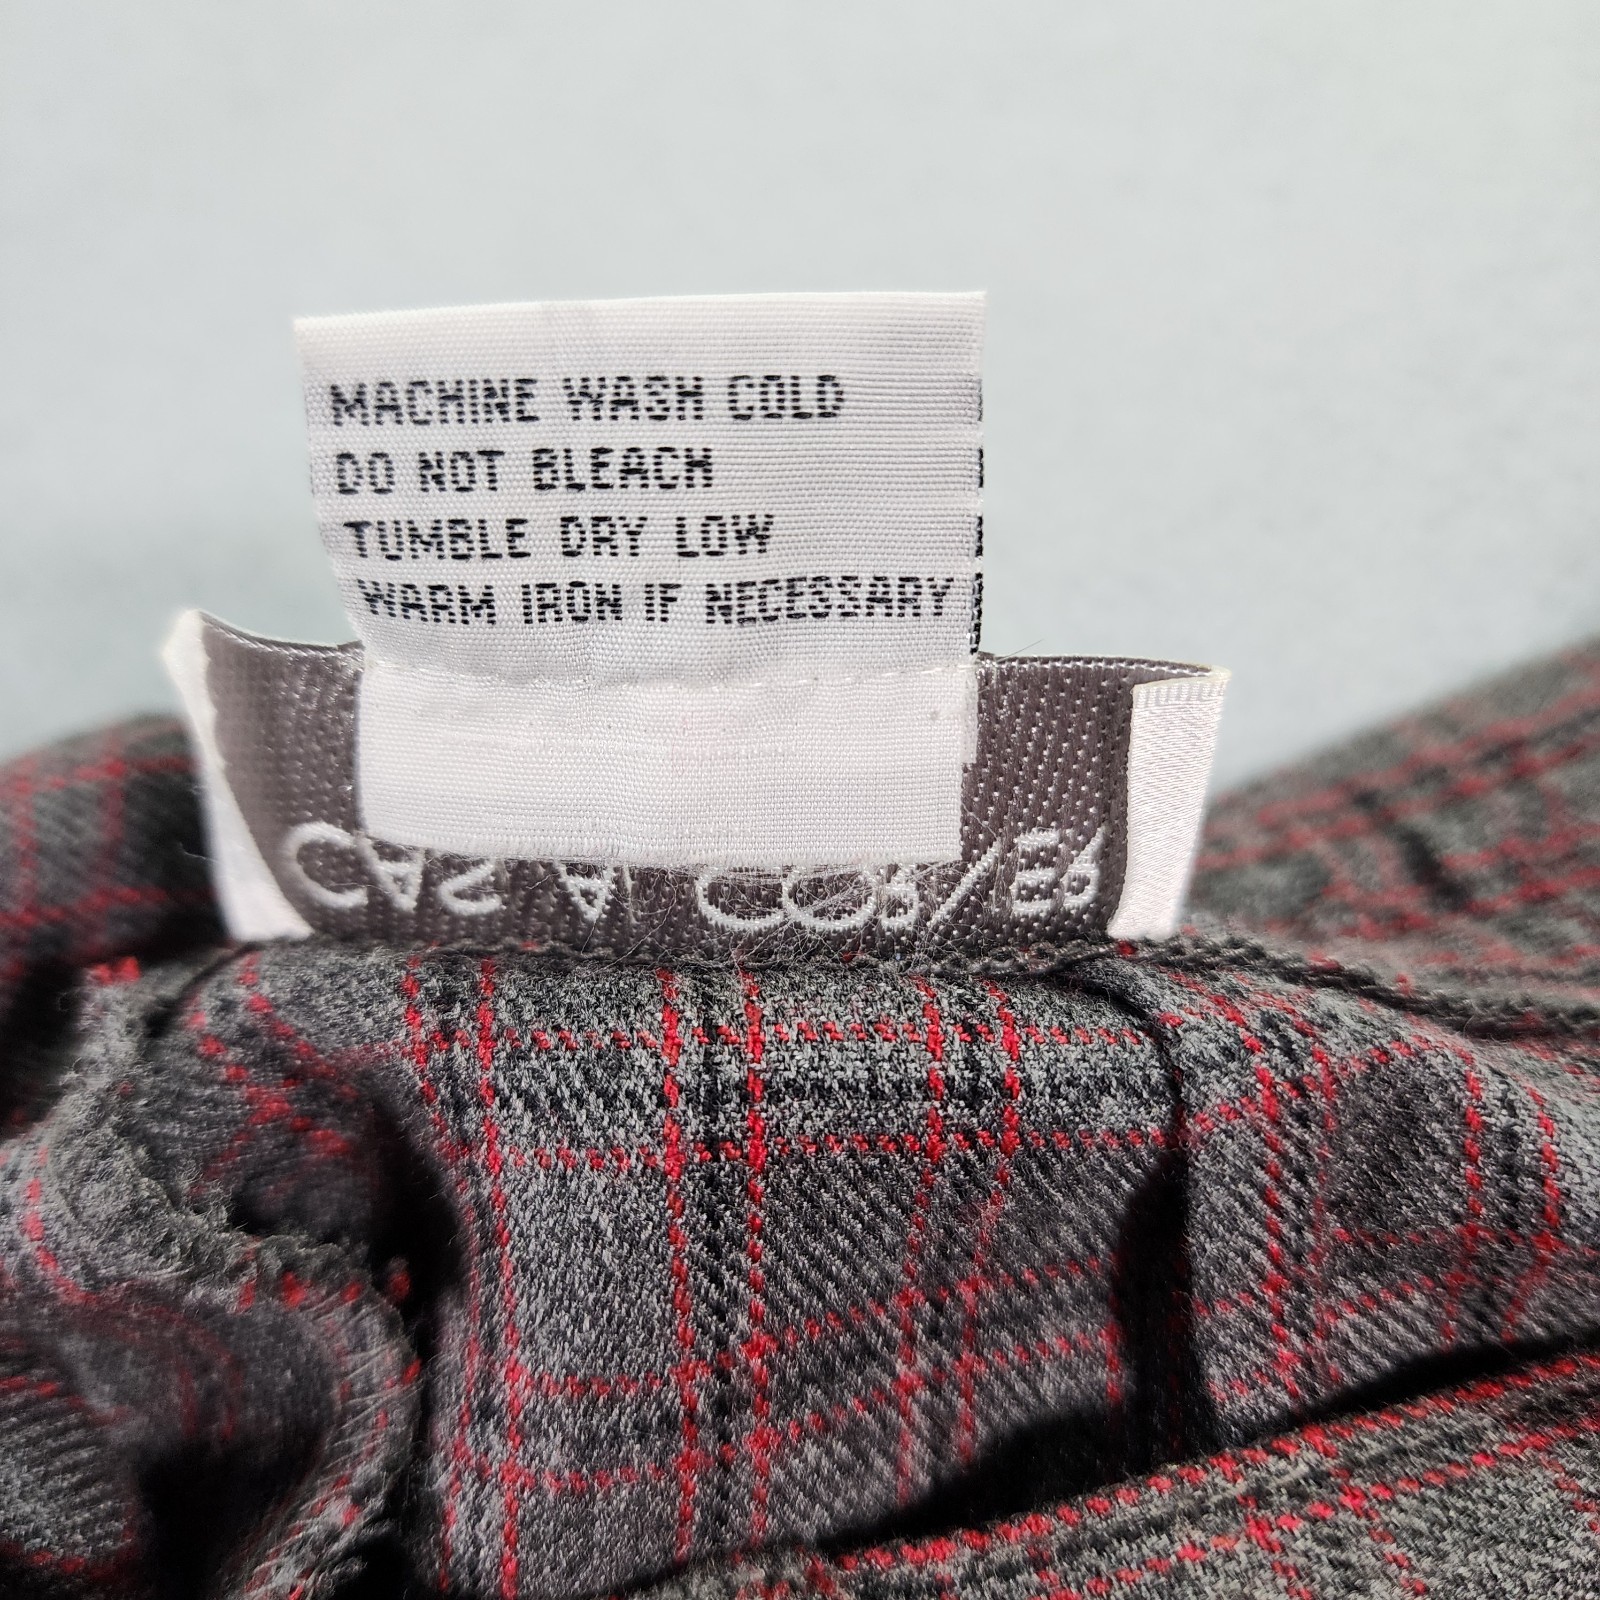 MACHINE WASH COLD
DO NOT BLEACH
TUMBLE DRY LOW
WARM IRON IF NECESSARY